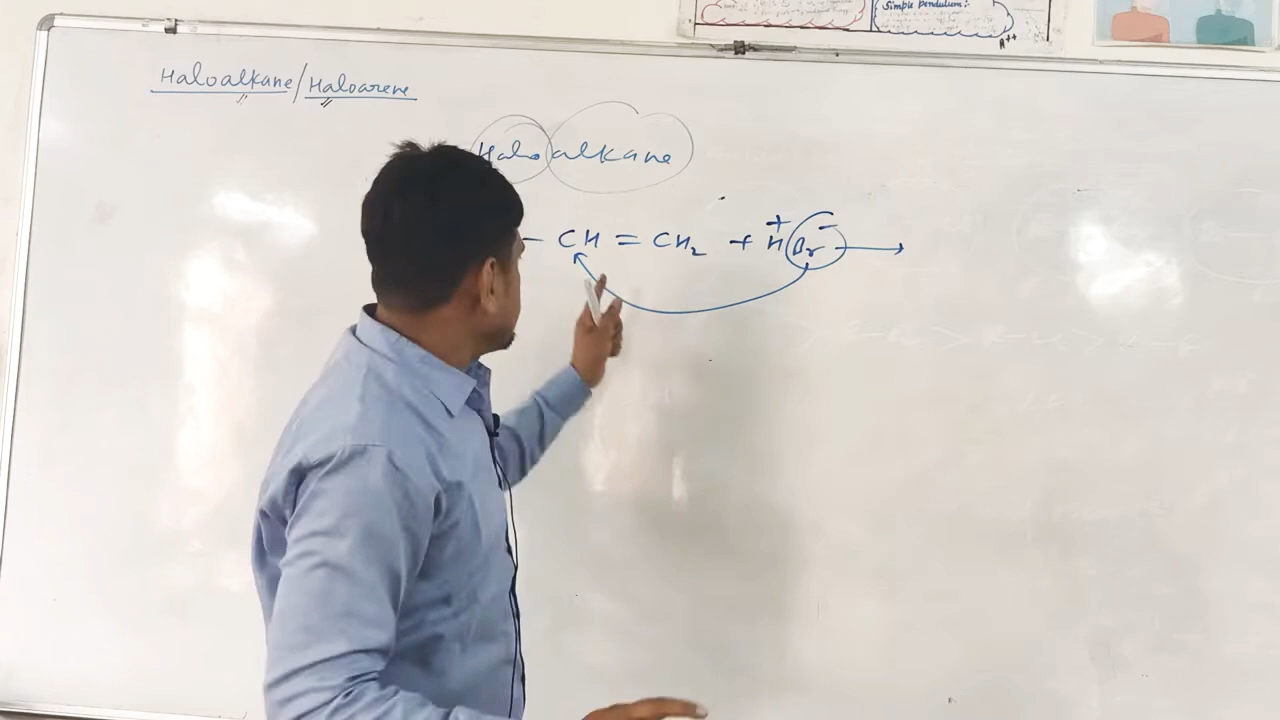 Simple Pendulum:-
A++
Haloalkane/Haloarene
Haloalkane
— CH = CH₂ + H⁺Br⁻ ⟶